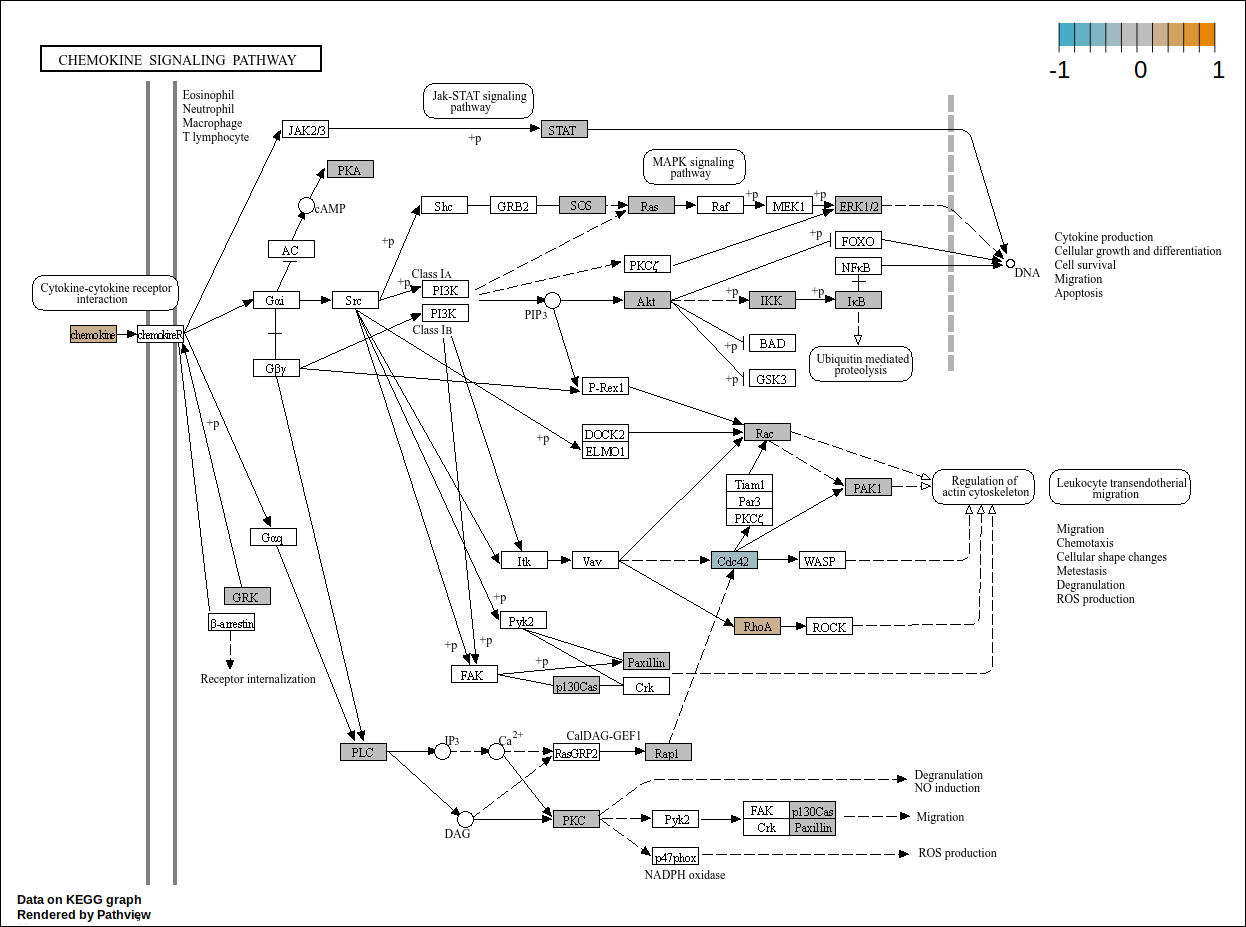 CHEMOKINE SIGNALING PATHWAY
-1 0 1
Eosinophil
Neutrophil
Macrophage
T lymphocyte
Jak-STAT signaling
pathway
JAK2/3
+p
STAT
MAPK signaling
pathway
PKA
cAMP
Shc
GRB2
SOS
Ras
Raf
+p
MEK1
+p
ERK1/2
+p
AC
+p
FOXO
Cytokine production
Cellular growth and differentiation
Cell survival
Migration
Apoptosis
PKCζ
NFκB
DNA
Class IA
+p
PI3K
Cytokine-cytokine receptor
interaction
Gαi
Src
PIP3
Akt
+p
IKK
+p
IκB
PI3K
Class IB
chemokine
chemokineR
+p
BAD
Ubiquitin mediated
proteolysis
Gβγ
+p
GSK3
P-Rex1
+p
+p
DOCK2
ELMO1
Rac
Tiam1
Par3
PKCζ
PAK1
Regulation of
actin cytoskeleton
Leukocyte transendotherial
migration
Migration
Chemotaxis
Cellular shape changes
Metestasis
Degranulation
ROS production
Gαq
Itk
Vav
Cdc42
WASP
GRK
+p
β-arrestin
Pyk2
RhoA
ROCK
+p
+p
+p
Receptor internalization
FAK
Paxillin
p130Cas
Crk
PLC
IP3
Ca2+
CalDAG-GEF1
RasGRP2
Rap1
Degranulation
NO induction
DAG
PKC
Pyk2
FAK
p130Cas
Crk
Paxillin
Migration
p47phox
NADPH oxidase
ROS production
Data on KEGG graph
Rendered by Pathview